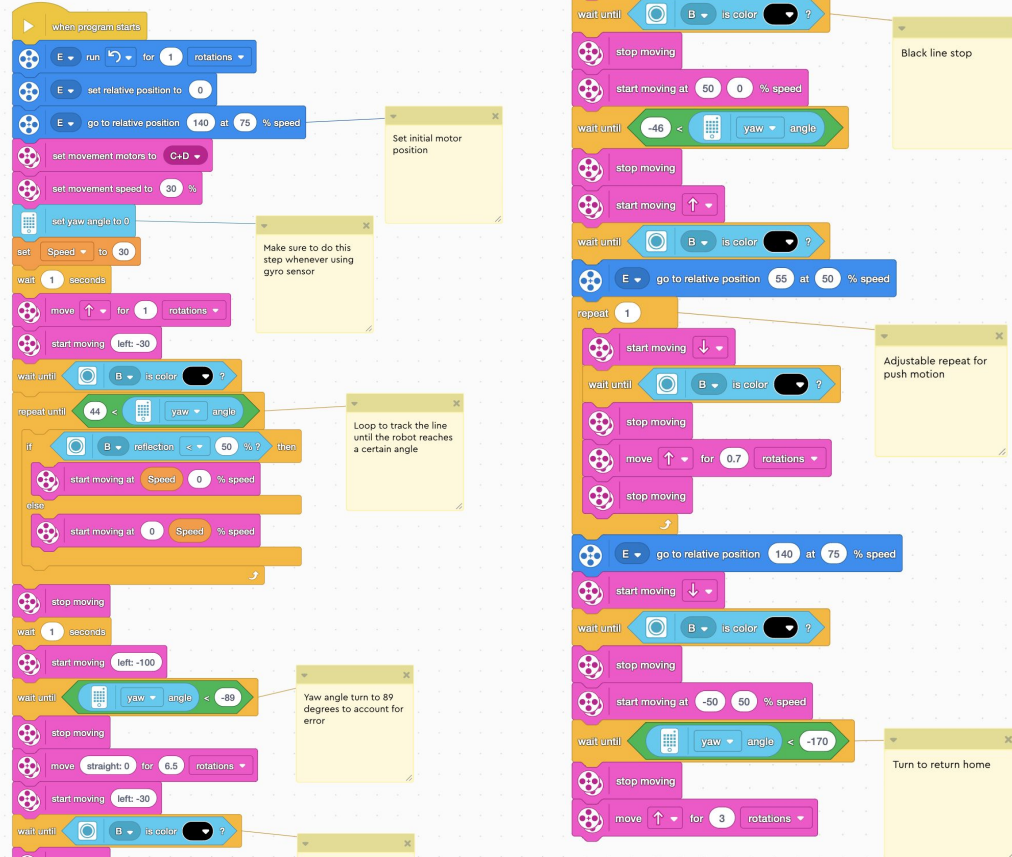 when program starts
E run for 1 rotations
E set relative position to 0
E go to relative position 140 at 75 % speed
Set initial motor
position
set movement motors to C+D
set movement speed to 30 %
set yaw angle to 0
Make sure to do this
step whenever using
gyro sensor
set Speed to 30
wait 1 seconds
move for 1 rotations
start moving left: -30
wait until B is color ?
repeat until 44 < yaw angle
Loop to track the line
until the robot reaches
a certain angle
if B reflection < 50 % ? then
start moving at Speed 0 % speed
else
start moving at 0 Speed % speed
stop moving
wait 1 seconds
start moving left: -100
wait until yaw angle < -89
Yaw angle turn to 89
degrees to account for
error
stop moving
move straight: 0 for 6.5 rotations
start moving left: -30
wait until B is color ?
wait until B is color ?
Black line stop
stop moving
start moving at 50 0 % speed
wait until -46 < yaw angle
stop moving
start moving
wait until B is color ?
E go to relative position 55 at 50 % speed
repeat 1
Adjustable repeat for
push motion
start moving
wait until B is color ?
stop moving
move for 0.7 rotations
stop moving
E go to relative position 140 at 75 % speed
start moving
wait until B is color ?
stop moving
start moving at -50 50 % speed
wait until yaw angle < -170
Turn to return home
stop moving
move for 3 rotations